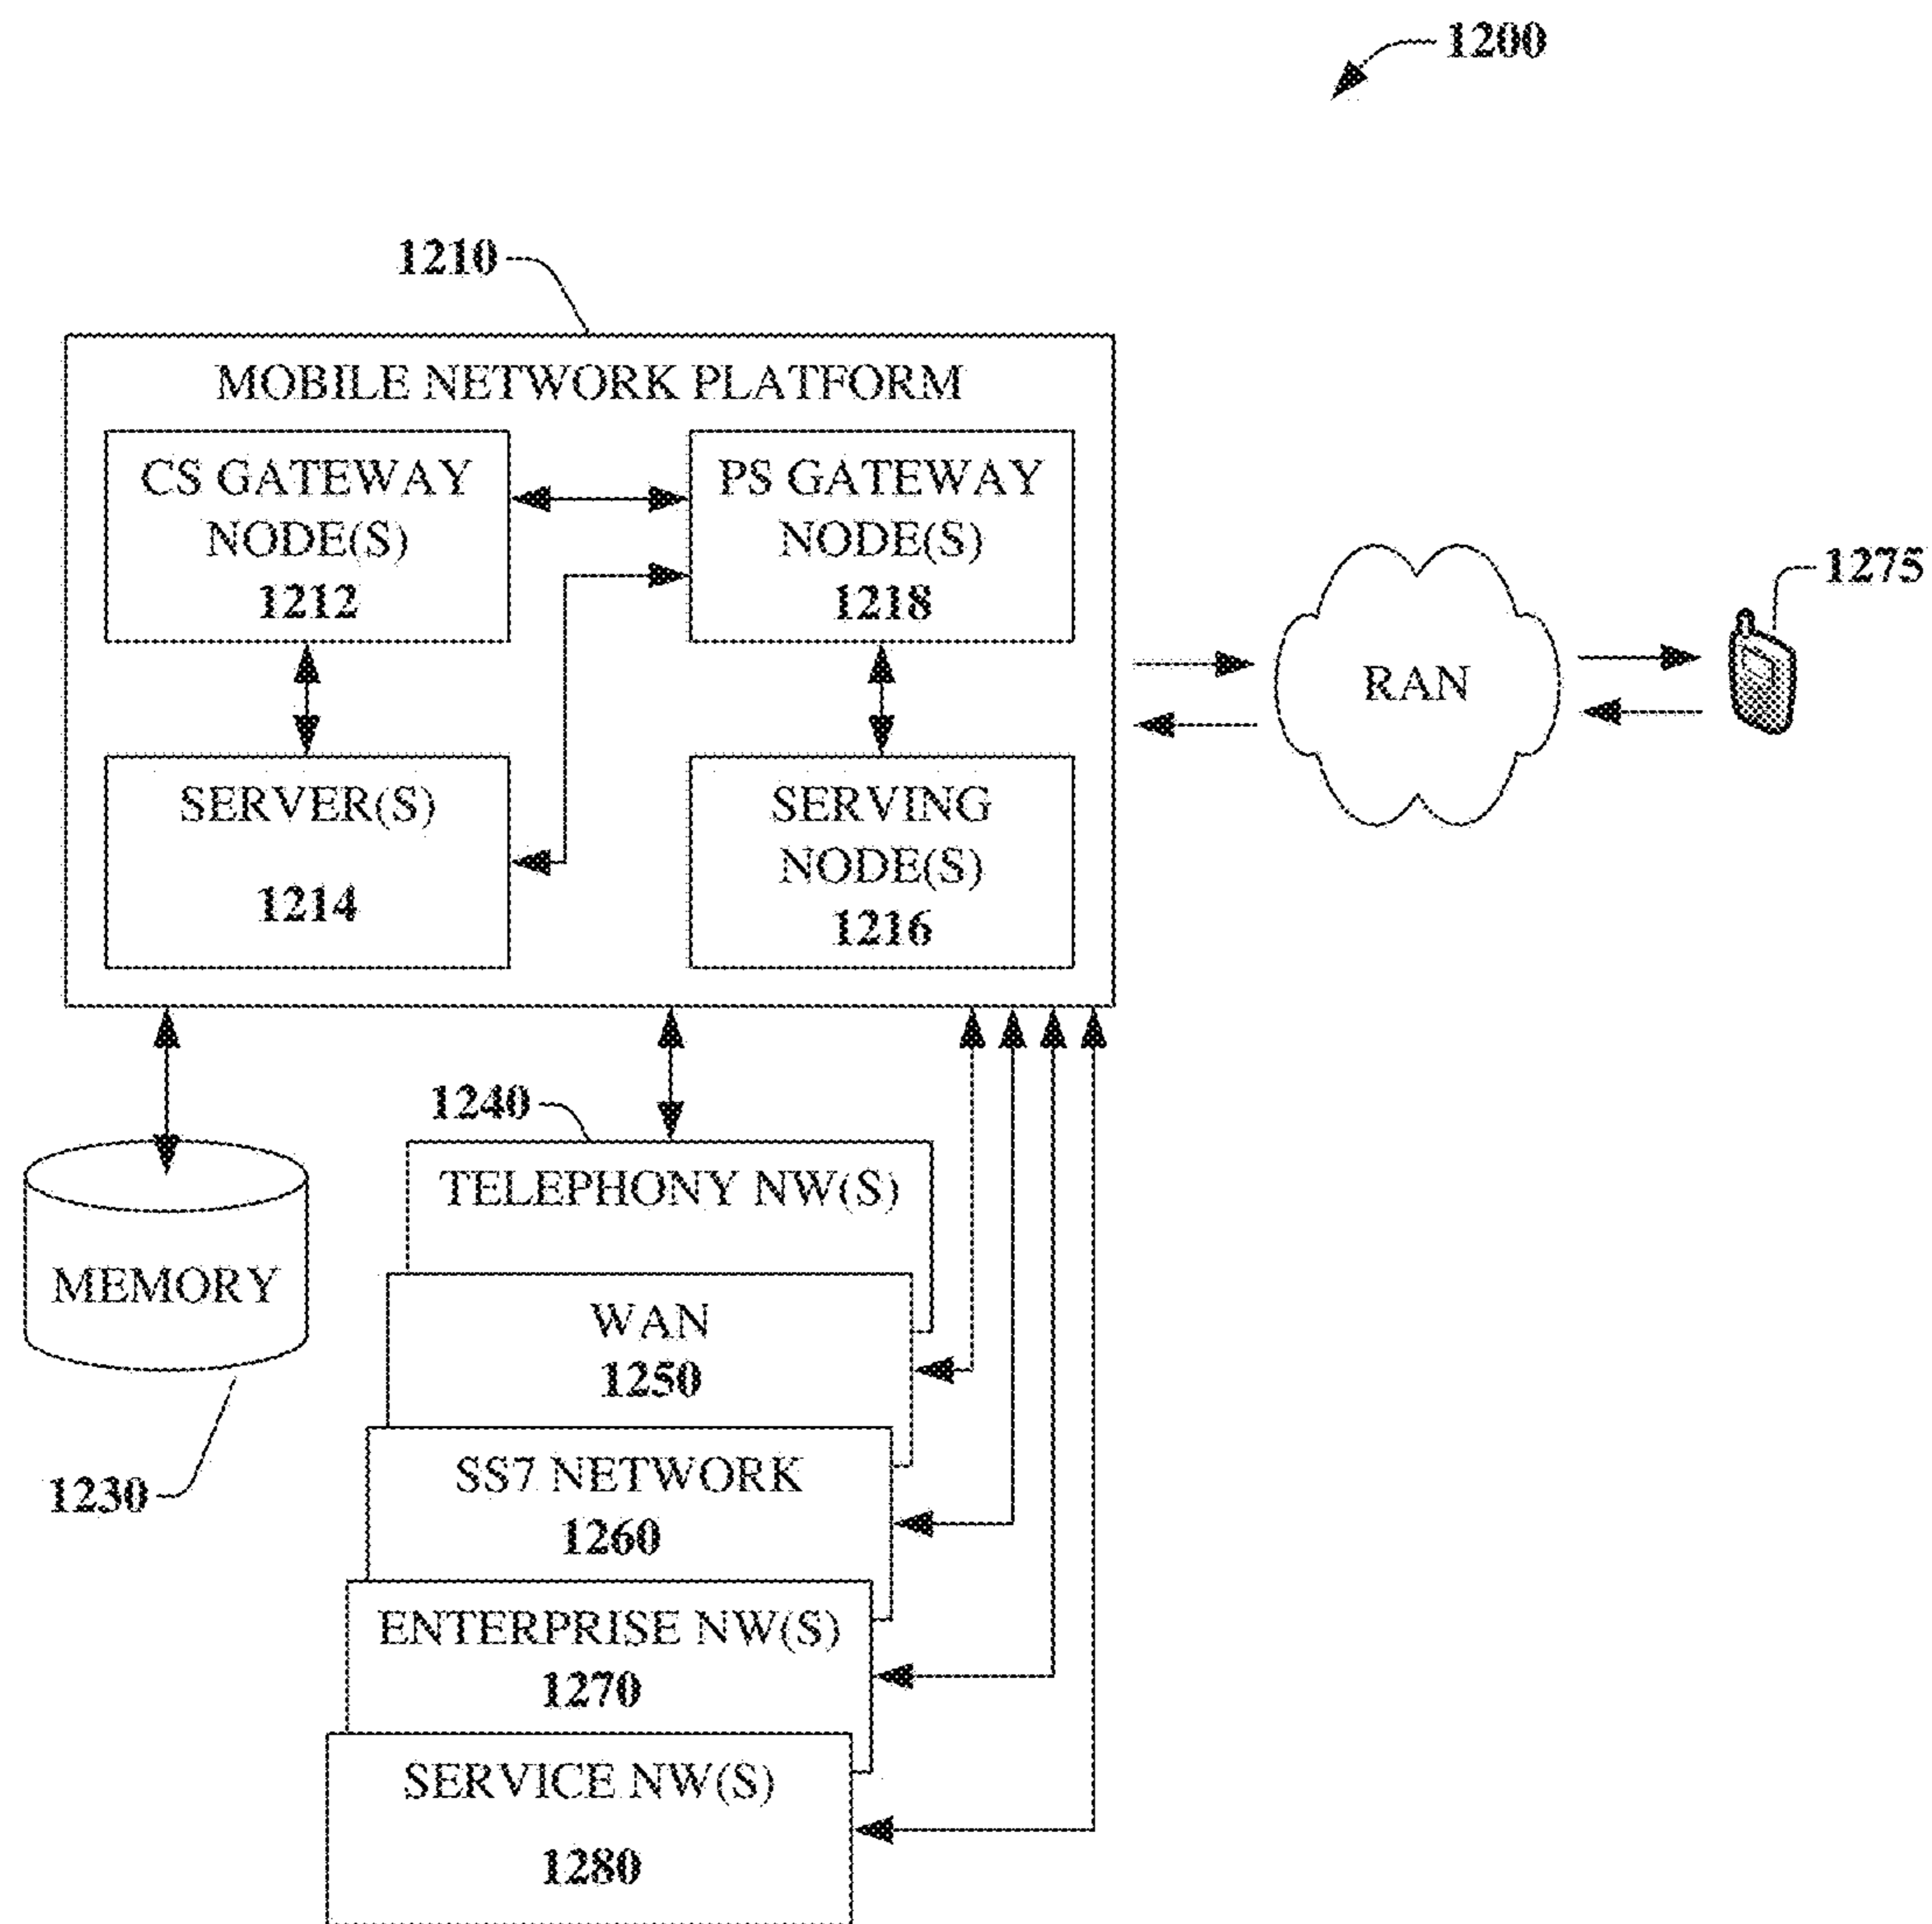 1200
1210
MOBILE NETWORK PLATFORM
CS GATEWAY
NODE(S)
1212
PS GATEWAY
NODE(S)
1218
SERVER(S)
1214
SERVING
NODE(S)
1216
RAN
1275
1240
TELEPHONY NW(S)
MEMORY
1230
WAN
1250
SS7 NETWORK
1260
ENTERPRISE NW(S)
1270
SERVICE NW(S)
1280